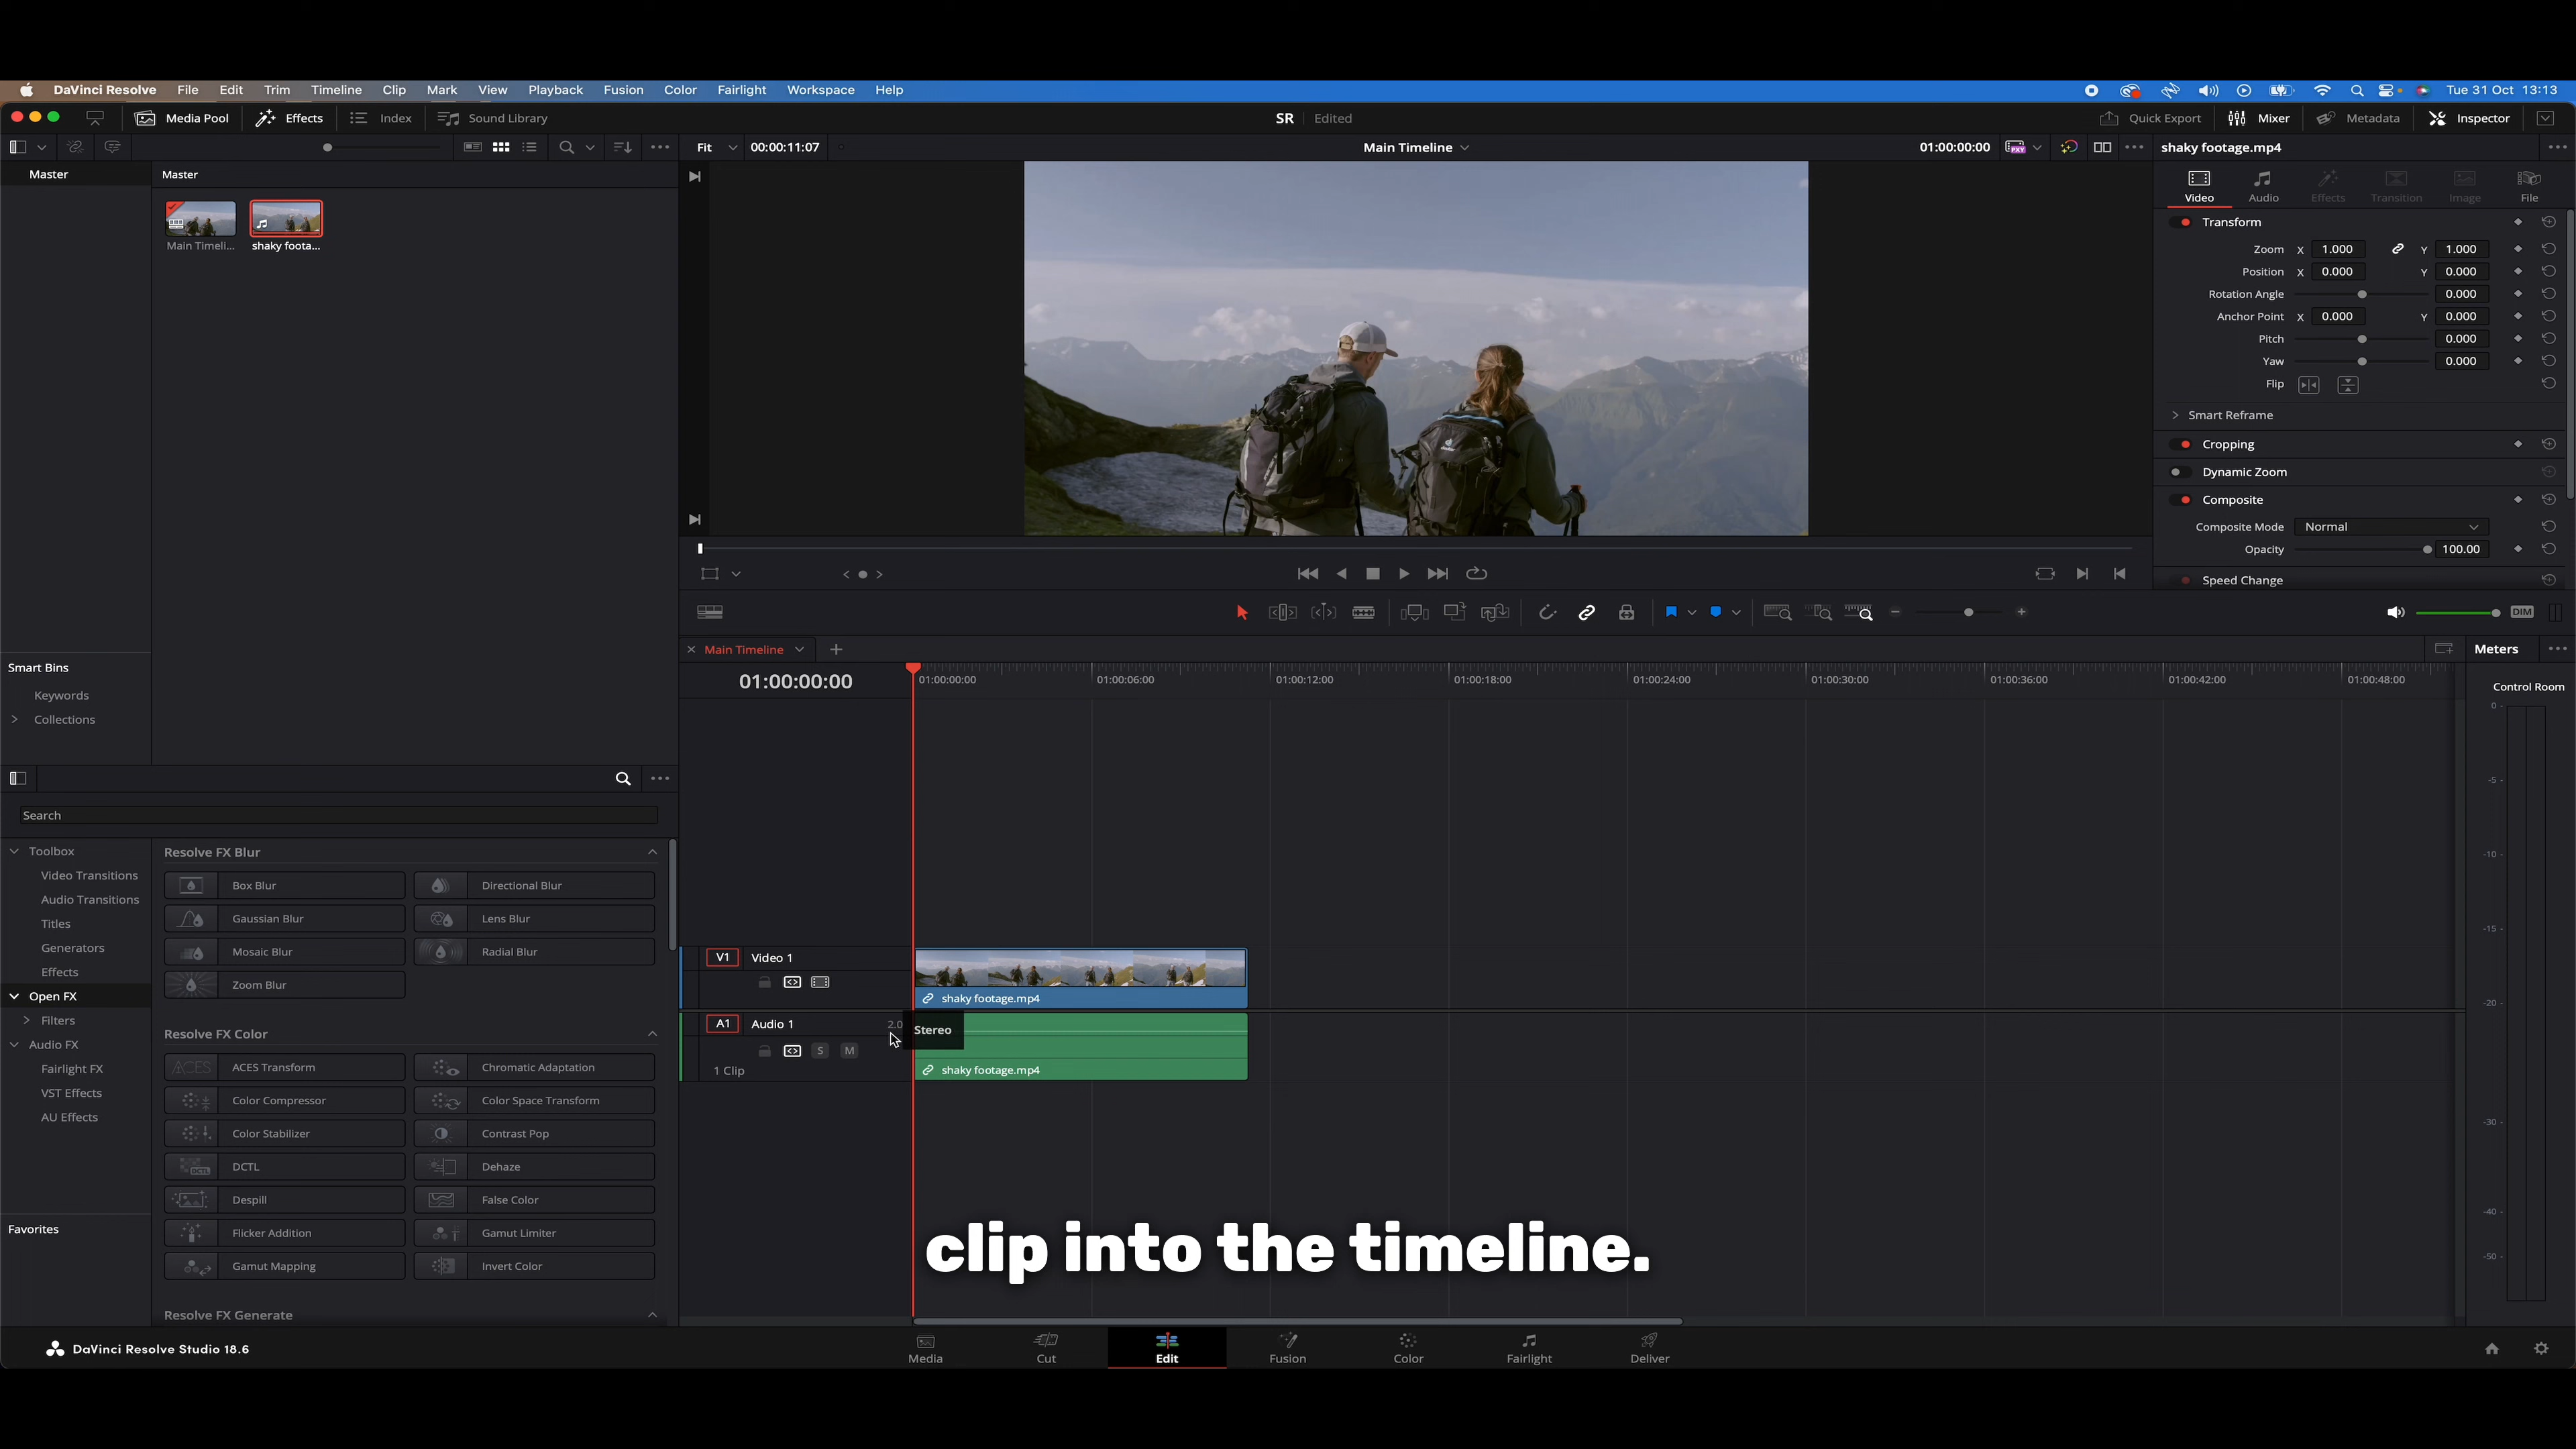 DaVinci Resolve File Edit Trim Timeline Clip Mark View Playback Fusion Color Fairlight Workspace Help Tue 31 Oct 13:13
Media Pool Effects Index Sound Library SR Edited Quick Export Mixer Metadata Inspector
Fit 00:00:11:07 Main Timeline 01:00:00:00 PXY shaky footage.mp4
Master Master
Video Audio Effects Transition Image File
Main Timeli... shaky foota...
Transform
Zoom X 1.000 Y 1.000
Position X 0.000 Y 0.000
Rotation Angle 0.000
Anchor Point X 0.000 Y 0.000
Pitch 0.000
Yaw 0.000
Flip
Smart Reframe
Cropping
Dynamic Zoom
Composite
Composite Mode Normal
Opacity 100.00
Speed Change
DIM
Main Timeline Meters
01:00:00:00 01:00:00:00 01:00:06:00 01:00:12:00 01:00:18:00 01:00:24:00 01:00:30:00 01:00:36:00 01:00:42:00 01:00:48:00
Control Room
0
-5
-10
-15
-20
-30
-40
-50
Smart Bins
Keywords
Collections
Search
Toolbox
Video Transitions
Audio Transitions
Titles
Generators
Effects
Open FX
Filters
Audio FX
Fairlight FX
VST Effects
AU Effects
Favorites
Resolve FX Blur
Box Blur Directional Blur
Gaussian Blur Lens Blur
Mosaic Blur Radial Blur
Zoom Blur
Resolve FX Color
ACES ACES Transform Chromatic Adaptation
Color Compressor Color Space Transform
Color Stabilizer Contrast Pop
DCTL DCTL Dehaze
Despill False Color
Flicker Addition Gamut Limiter
Gamut Mapping Invert Color
Resolve FX Generate
V1 Video 1
shaky footage.mp4
A1 Audio 1 2.0 Stereo
S M
1 Clip shaky footage.mp4
clip into the timeline.
DaVinci Resolve Studio 18.6
Media Cut Edit Fusion Color Fairlight Deliver